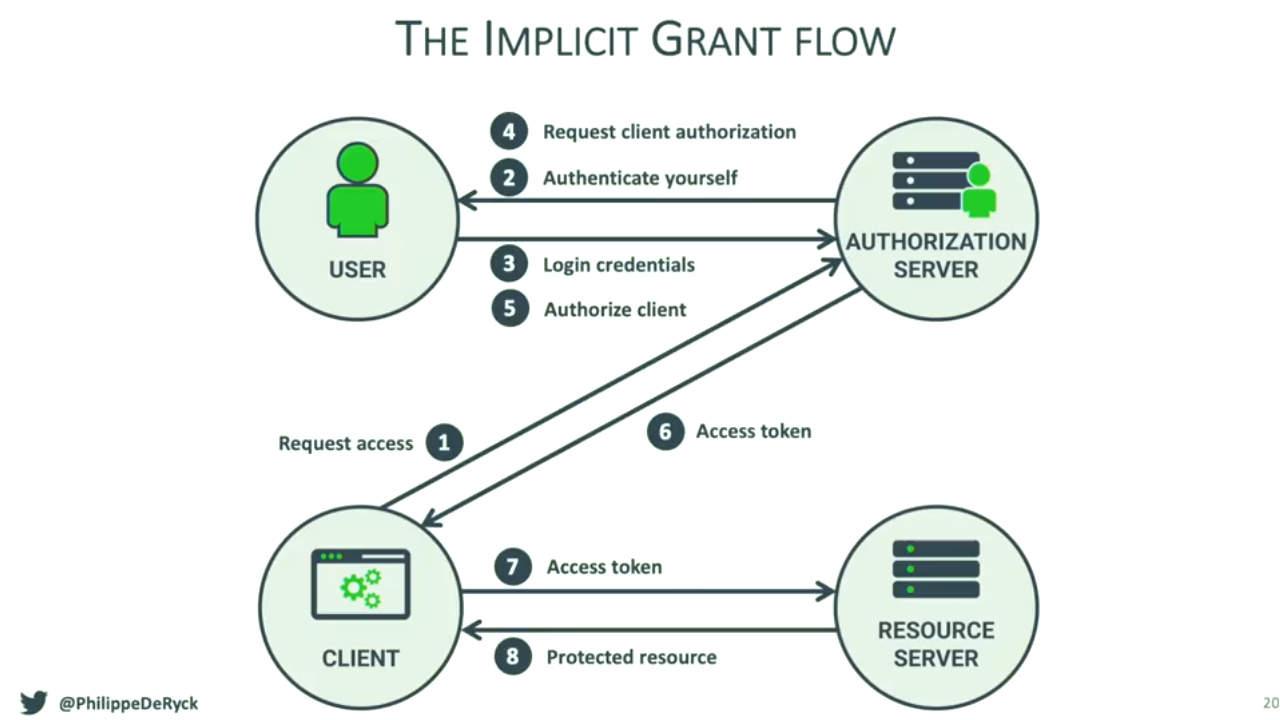 THE IMPLICIT GRANT FLOW
4 Request client authorization
2 Authenticate yourself
USER
AUTHORIZATION
SERVER
3 Login credentials
5 Authorize client
Request access 1
6 Access token
7 Access token
CLIENT
RESOURCE
SERVER
8 Protected resource
@PhilippeDeRyck
20